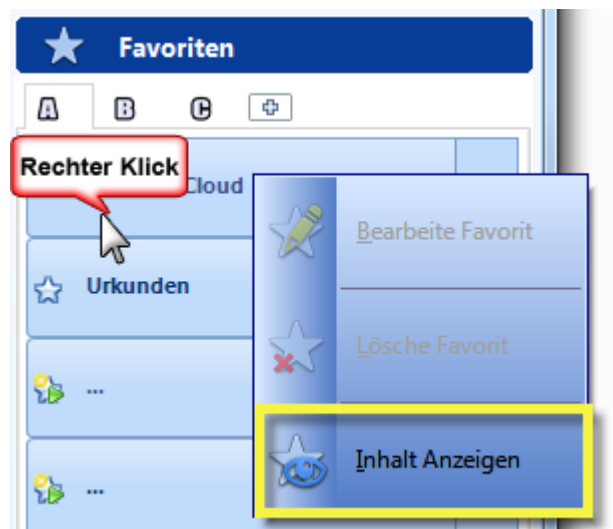 Favoriten
A B C
Rechter Klick
Cloud
Bearbeite Favorit
Urkunden
Lösche Favorit
...
Inhalt Anzeigen
...